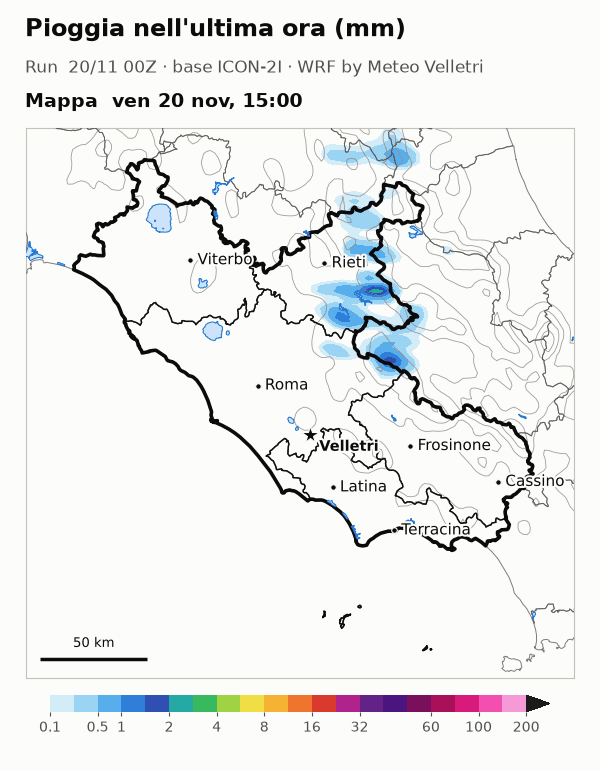 Pioggia nell'ultima ora (mm)
Run  20/11 00Z · base ICON-2I · WRF by Meteo Velletri
Mappa  ven 20 nov, 15:00
Viterbo
Rieti
Roma
Velletri
Frosinone
Latina
Cassino
Terracina
50 km
0.1 0.5 1 2 4 8 16 32 60 100 200